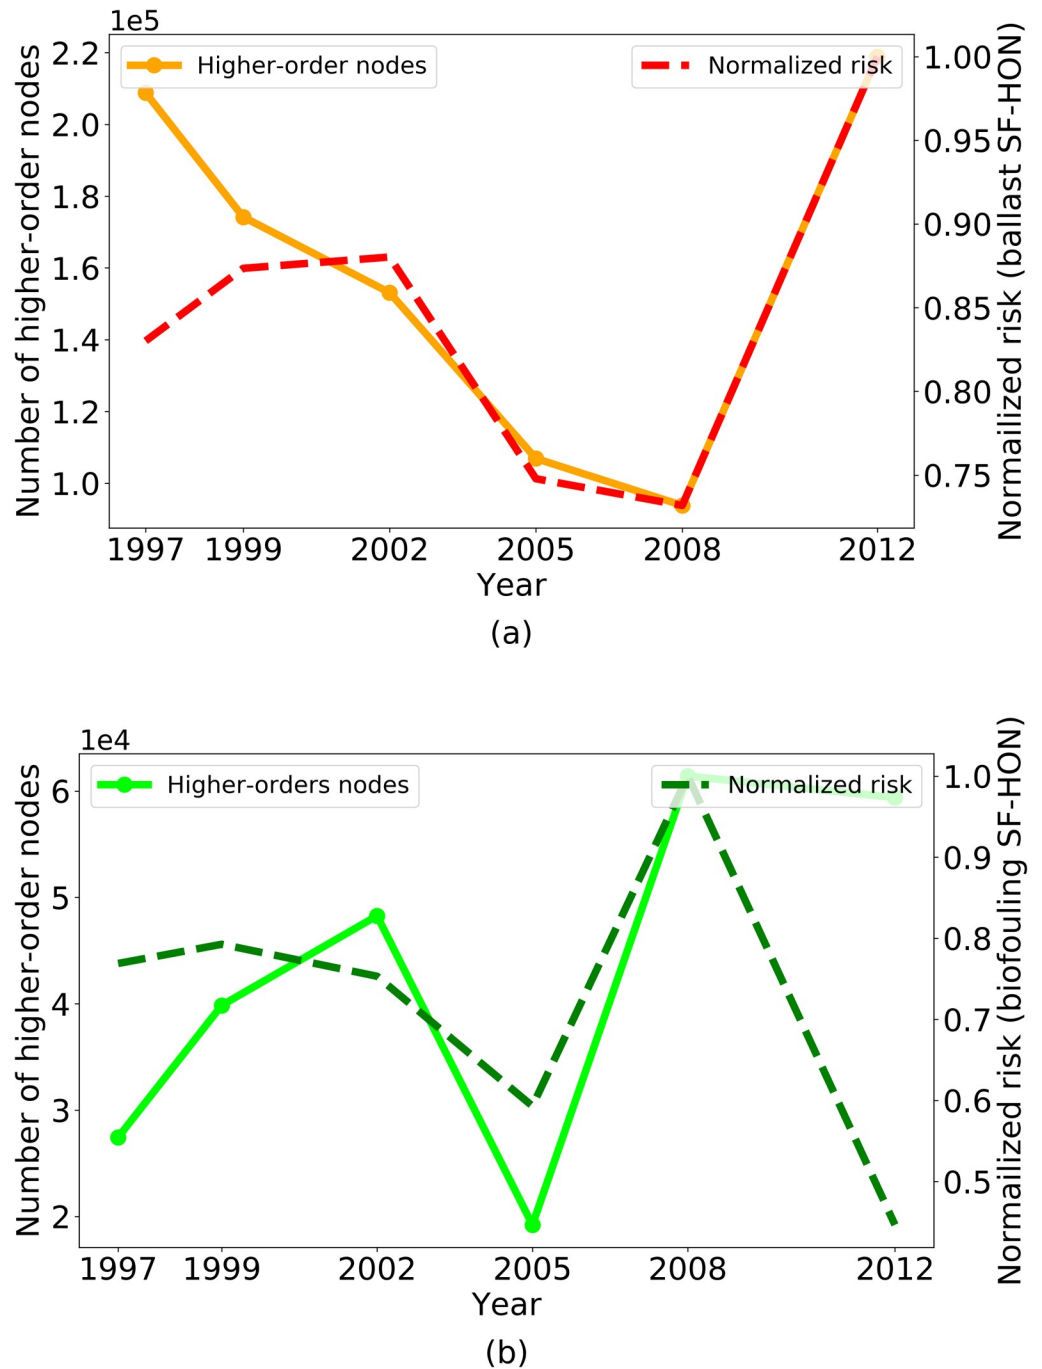 1e5
Higher-order nodes
Normalized risk
2.2
2.0
1.8
1.6
1.4
1.2
1.0
Number of higher-order nodes
1.00
0.95
0.90
0.85
0.80
0.75
Normailized risk (ballast SF-HON)
1997 1999 2002 2005 2008 2012
Year
(a)
1e4
Higher-orders nodes
Normalized risk
6
5
4
3
2
Number of higher-order nodes
1.0
0.9
0.8
0.7
0.6
0.5
Normailized risk (biofouling SF-HON)
1997 1999 2002 2005 2008 2012
Year
(b)